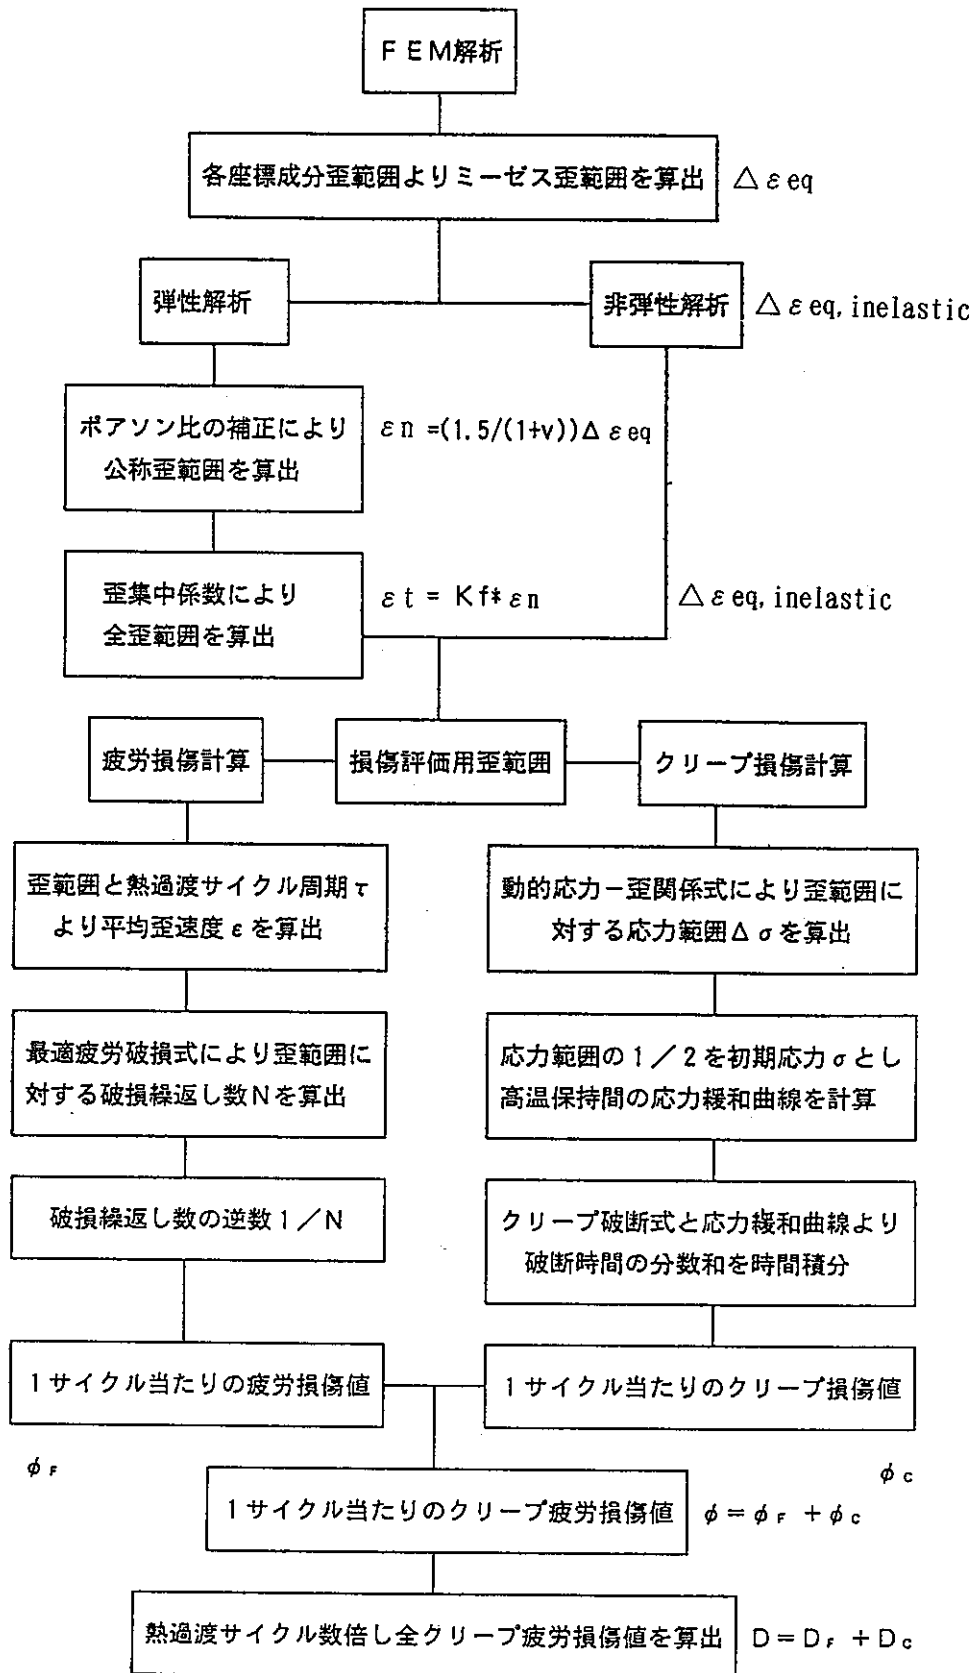 ＦＥＭ解析
各座標成分歪範囲よりミーゼス歪範囲を算出 △εeq
弾性解析
非弾性解析 △εeq, inelastic
ポアソン比の補正により
公称歪範囲を算出
εn =(1.5/(1+ν))△εeq
歪集中係数により
全歪範囲を算出
εt = Kf*εn
△εeq, inelastic
疲労損傷計算
損傷評価用歪範囲
クリープ損傷計算
歪範囲と熱過渡サイクル周期τ
より平均歪速度εを算出
動的応力－歪関係式により歪範囲に
対する応力範囲Δσを算出
最適疲労破損式により歪範囲に
対する破損繰返し数Ｎを算出
応力範囲の１／２を初期応力σとし
高温保持間の応力緩和曲線を計算
破損繰返し数の逆数１／Ｎ
クリープ破断式と応力緩和曲線より
破断時間の分数和を時間積分
１サイクル当たりの疲労損傷値
１サイクル当たりのクリープ損傷値
φF
φC
１サイクル当たりのクリープ疲労損傷値 φ＝φF＋φC
熱過渡サイクル数倍し全クリープ疲労損傷値を算出 Ｄ＝ＤF＋ＤC